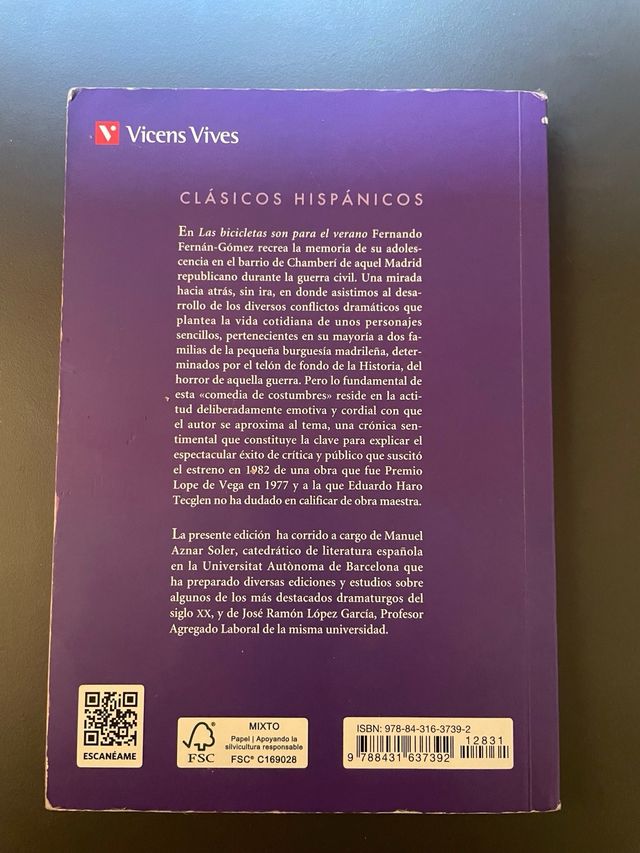 Vicens Vives
CLÁSICOS HISPÁNICOS
En Las bicicletas son para el verano Fernando
Fernán-Gómez recrea la memoria de su adoles-
cencia en el barrio de Chamberí de aquel Madrid
republicano durante la guerra civil. Una mirada
hacia atrás, sin ira, en donde asistimos al desa-
rrollo de los diversos conflictos dramáticos que
plantea la vida cotidiana de unos personajes
sencillos, pertenecientes en su mayoría a dos fa-
milias de la pequeña burguesía madrileña, deter-
minados por el telón de fondo de la Historia, del
horror de aquella guerra. Pero lo fundamental de
esta «comedia de costumbres» reside en la acti-
tud deliberadamente emotiva y cordial con que
el autor se aproxima al tema, una crónica sen-
timental que constituye la clave para explicar el
espectacular éxito de crítica y público que suscitó
el estreno en 1982 de una obra que fue Premio
Lope de Vega en 1977 y a la que Eduardo Haro
Tecglen no ha dudado en calificar de obra maestra.
La presente edición ha corrido a cargo de Manuel
Aznar Soler, catedrático de literatura española
en la Universitat Autònoma de Barcelona que
ha preparado diversas ediciones y estudios sobre
algunos de los más destacados dramaturgos del
siglo XX, y de José Ramón López García, Profesor
Agregado Laboral de la misma universidad.
ESCANÉAME
FSC
MIXTO
Papel | Apoyando la
silvicultura responsable
FSC® C169028
ISBN: 978-84-316-3739-2
12831
9 788431 637392